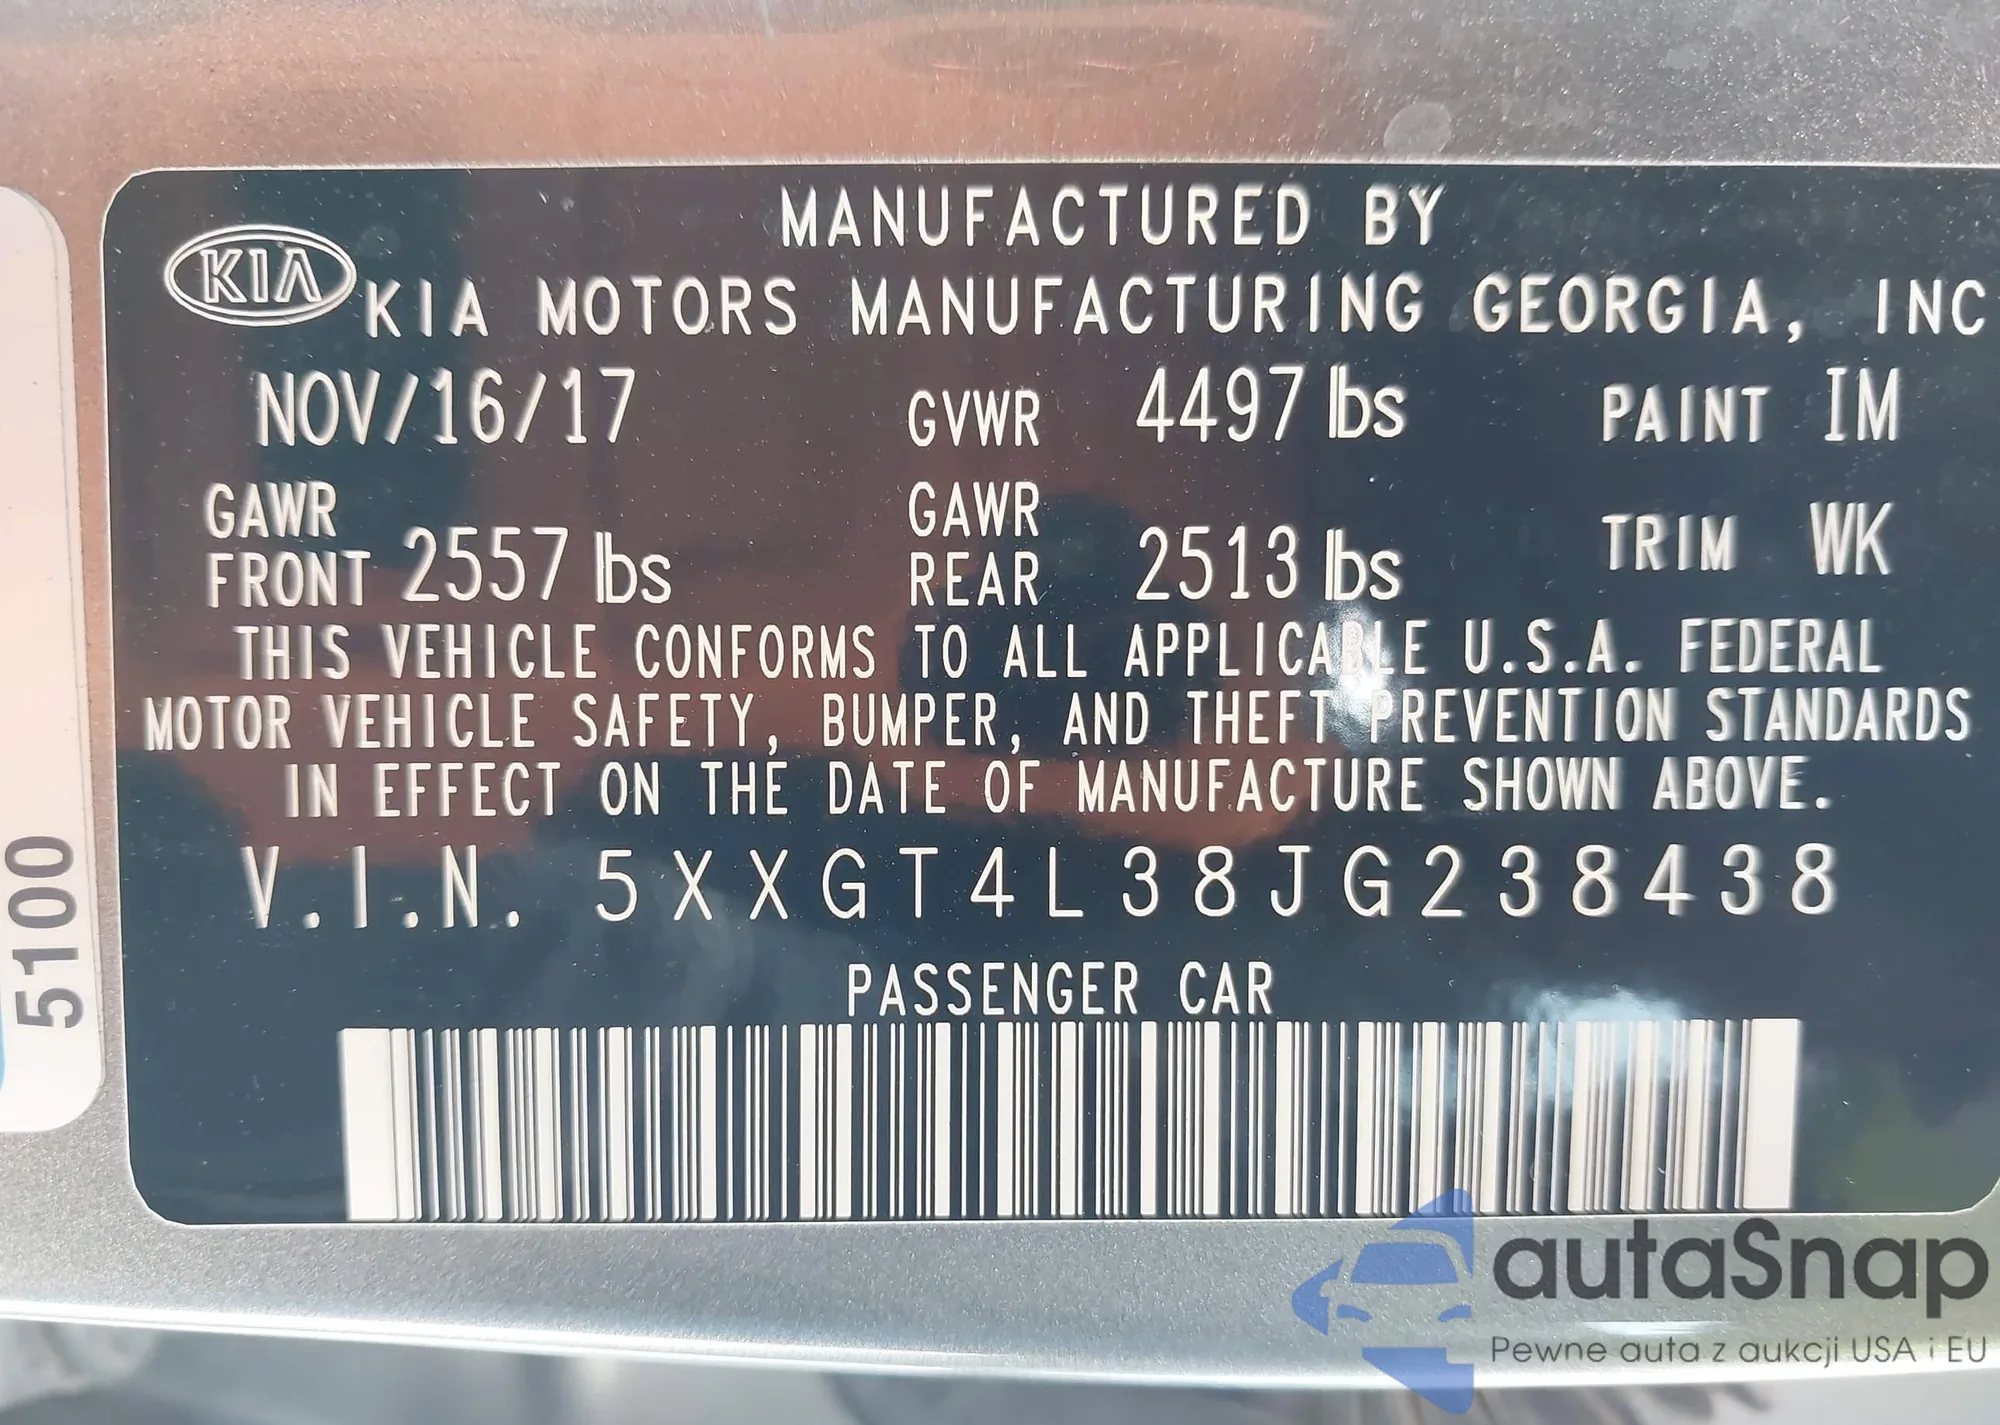 MANUFACTURED BY
KIA KIA MOTORS MANUFACTURING GEORGIA, INC
NOV/16/17 GVWR 4497 lbs PAINT IM
GAWR FRONT 2557 lbs GAWR REAR 2513 lbs TRIM WK
THIS VEHICLE CONFORMS TO ALL APPLICABLE U.S.A. FEDERAL
MOTOR VEHICLE SAFETY, BUMPER, AND THEFT PREVENTION STANDARDS
IN EFFECT ON THE DATE OF MANUFACTURE SHOWN ABOVE.
V.I.N. 5XXGT4L38JG238438
PASSENGER CAR
5100
autaSnap
Pewne auta z aukcji USA i EU